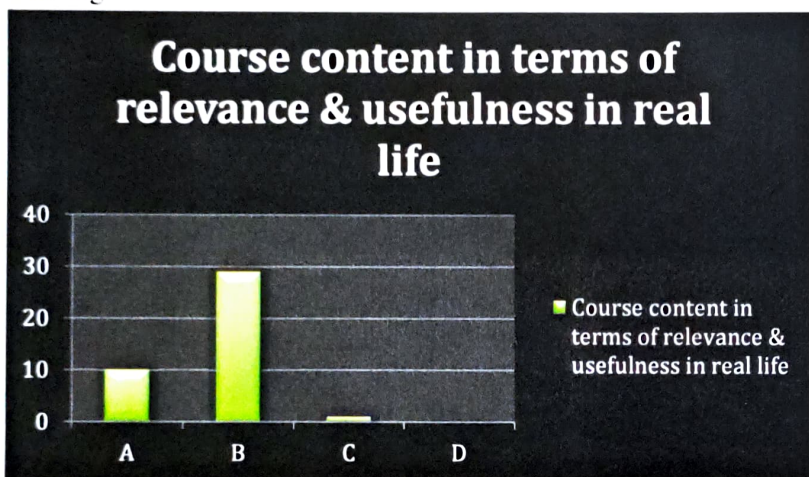 Course content in terms of
relevance & usefulness in real
life
40
30
20
10
0
A B C D
Course content in
terms of relevance &
usefulness in real life